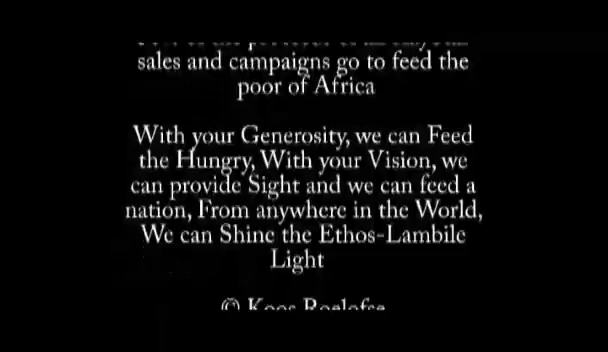 sales and campaigns go to feed the
poor of Africa
With your Generosity, we can Feed
the Hungry, With your Vision, we
can provide Sight and we can feed a
nation, From anywhere in the World,
We can Shine the Ethos-Lambile
Light
© Koos Roelofse